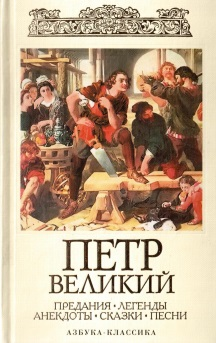 ПЕТР
ВЕЛИКИЙ
ПРЕДАНИЯ • ЛЕГЕНДЫ
АНЕКДОТЫ • СКАЗКИ • ПЕСНИ
АЗБУКА-КЛАССИКА